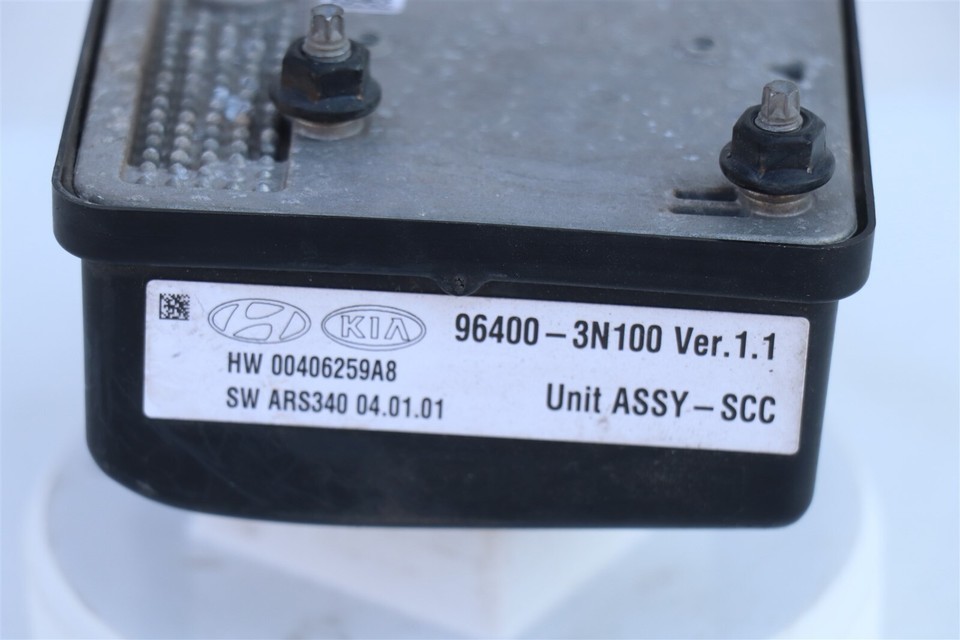 KIA 96400-3N100 Ver.1.1
HW 00406259A8
SW ARS340 04.01.01
Unit ASSY-SCC